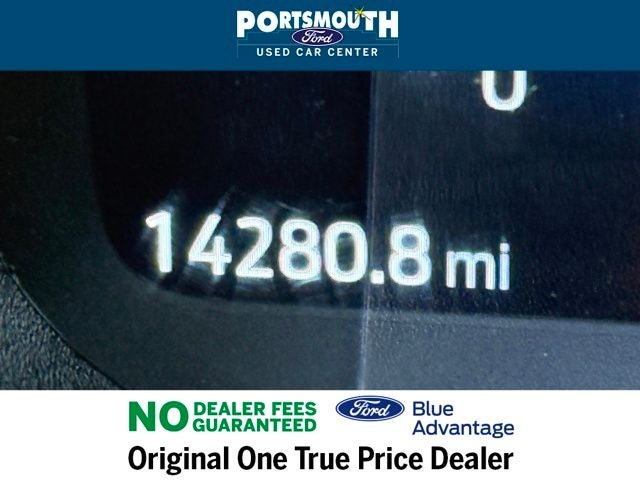 PORTSMOUTH
Ford
USED CAR CENTER
0
14280.8 mi
NO DEALER FEES
GUARANTEED
Ford Blue
Advantage
Original One True Price Dealer